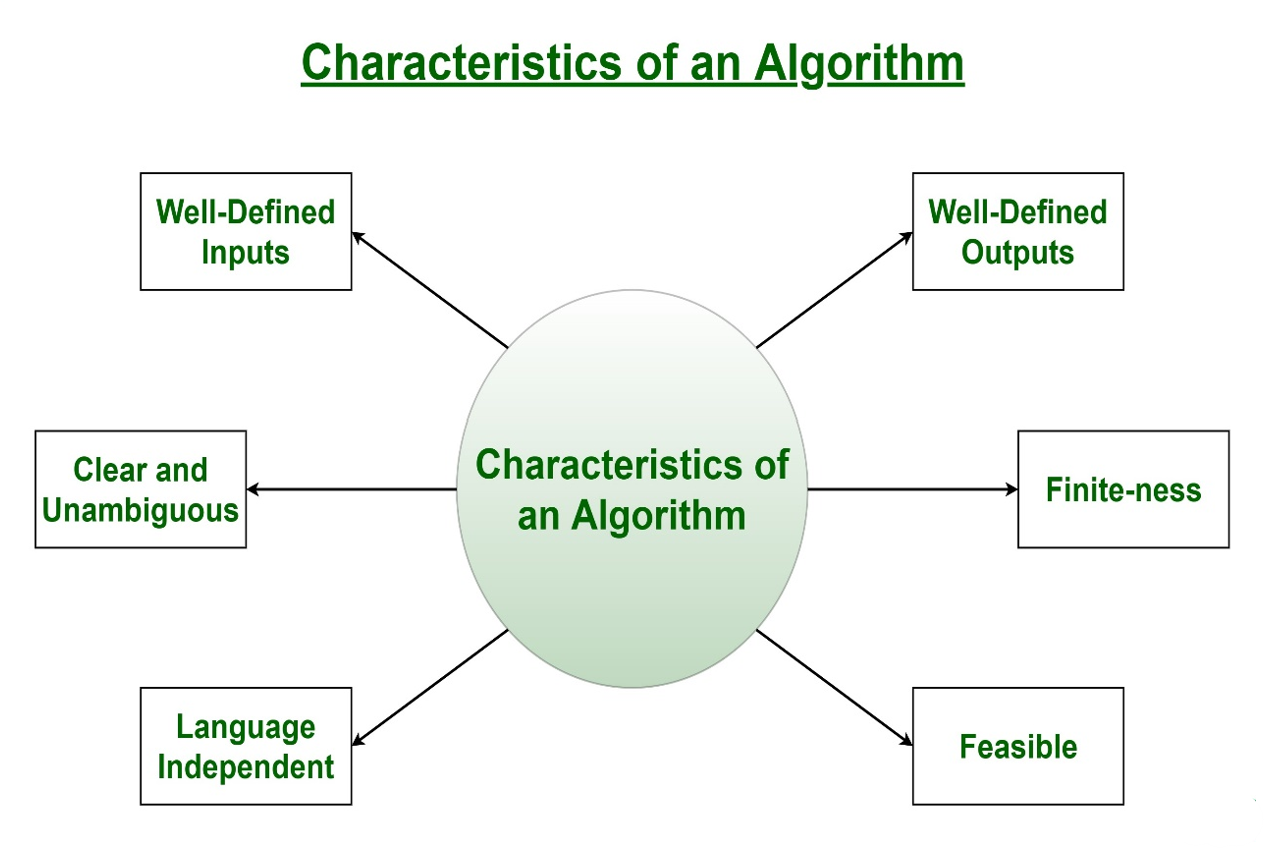 Characteristics of an Algorithm
Well-Defined
Inputs
Well-Defined
Outputs
Characteristics of
an Algorithm
Clear and
Unambiguous
Finite-ness
Language
Independent
Feasible